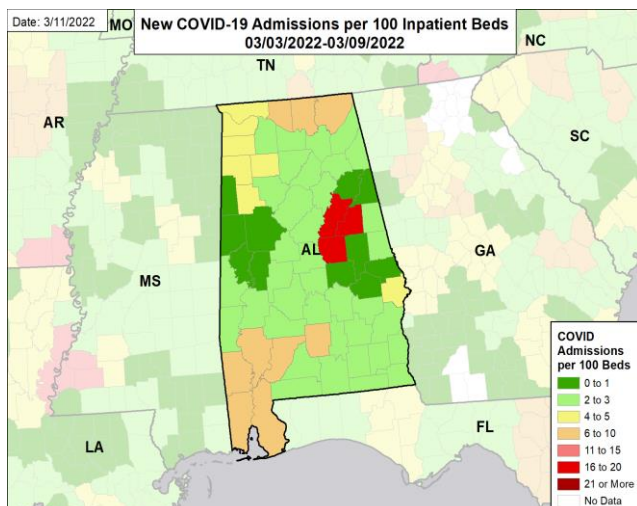 Date: 3/11/2022
New COVID-19 Admissions per 100 Inpatient Beds
03/03/2022-03/09/2022
MO
NC
TN
AR
SC
AL
MS
GA
LA
FL
COVID
Admissions
per 100 Beds
0 to 1
2 to 3
4 to 5
6 to 10
11 to 15
16 to 20
21 or More
No Data